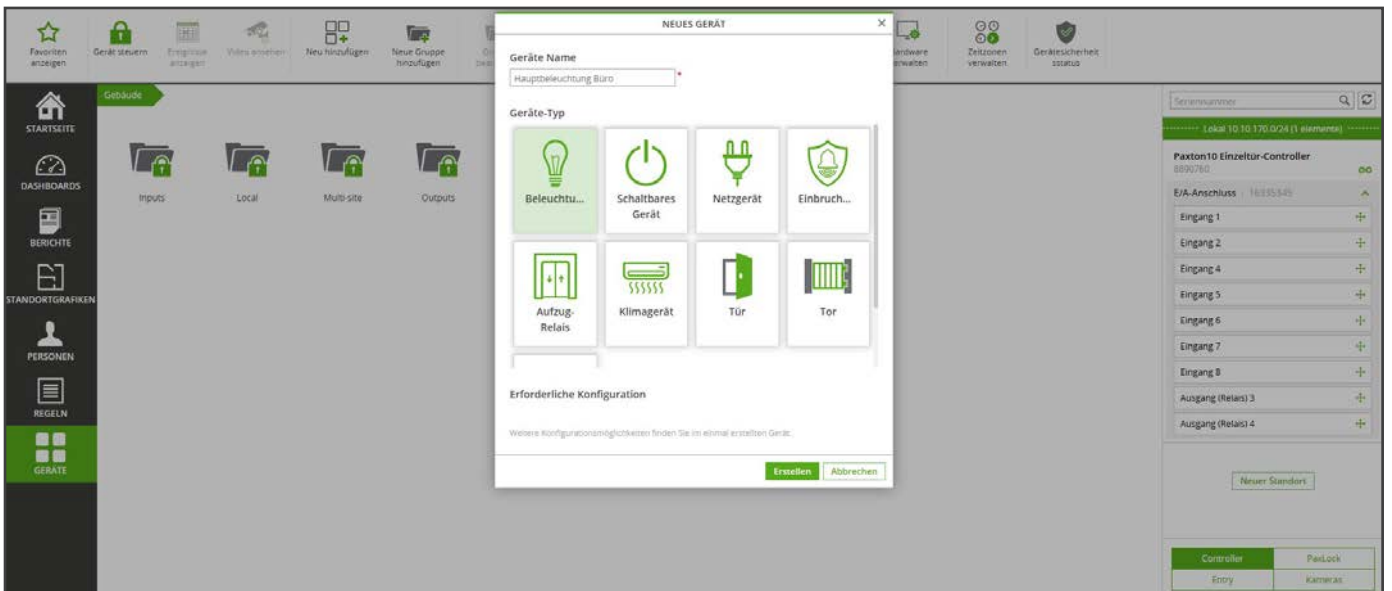 Favoriten
anzeigen
Gerät steuern
Ereignisse
anzeigen
Video ansehen
Neu hinzufügen
Neue Gruppe
hinzufügen
verwalten
Zeitzonen
verwalten
Gerätesicherheit
sstatus
STARTSEITE
DASHBOARDS
BERICHTE
STANDORTGRAFIKEN
PERSONEN
REGELN
GERÄTE
Gebäude
Inputs
Local
Multi-site
Outputs
NEUES GERÄT
Geräte Name
Hauptbeleuchtung Büro
*
Geräte-Typ
Beleuchtu...
Schaltbares
Gerät
Netzgerät
Einbruch...
Aufzug-
Relais
Klimagerät
Tür
Tor
Erforderliche Konfiguration
Weitere Konfigurationsmöglichkeiten finden Sie im einmal erstellten Gerät.
Erstellen
Abbrechen
Seriennummer
Lokal 10.10.170.0/24 (1 elemente)
Paxton10 Einzeltür-Controller
8890760
E/A-Anschluss - 16335345
Eingang 1
Eingang 2
Eingang 4
Eingang 5
Eingang 6
Eingang 7
Eingang 8
Ausgang (Relais) 3
Ausgang (Relais) 4
Neuer Standort
Controller
PaxLock
Entry
Kameras